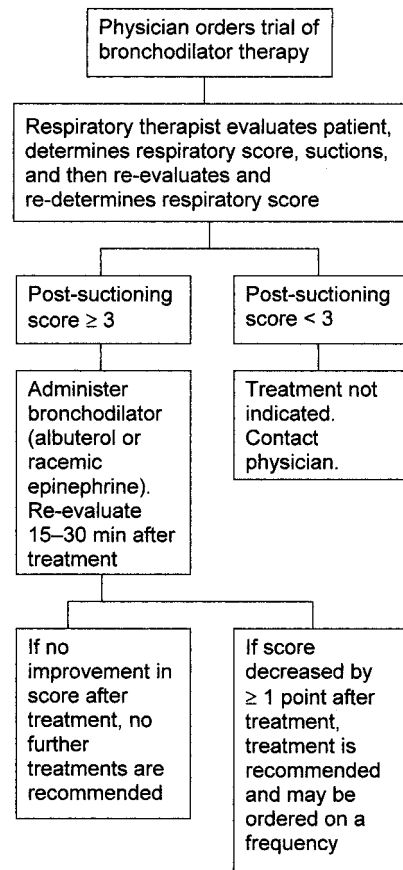 Physician orders trial of
bronchodilator therapy
Respiratory therapist evaluates patient,
determines respiratory score, suctions,
and then re-evaluates and
re-determines respiratory score
Post-suctioning
score ≥ 3
Post-suctioning
score < 3
Administer
bronchodilator
(albuterol or
racemic
epinephrine).
Re-evaluate
15–30 min after
treatment
Treatment not
indicated.
Contact
physician.
If no
improvement in
score after
treatment, no
further
treatments are
recommended
If score
decreased by
≥ 1 point after
treatment,
treatment is
recommended
and may be
ordered on a
frequency